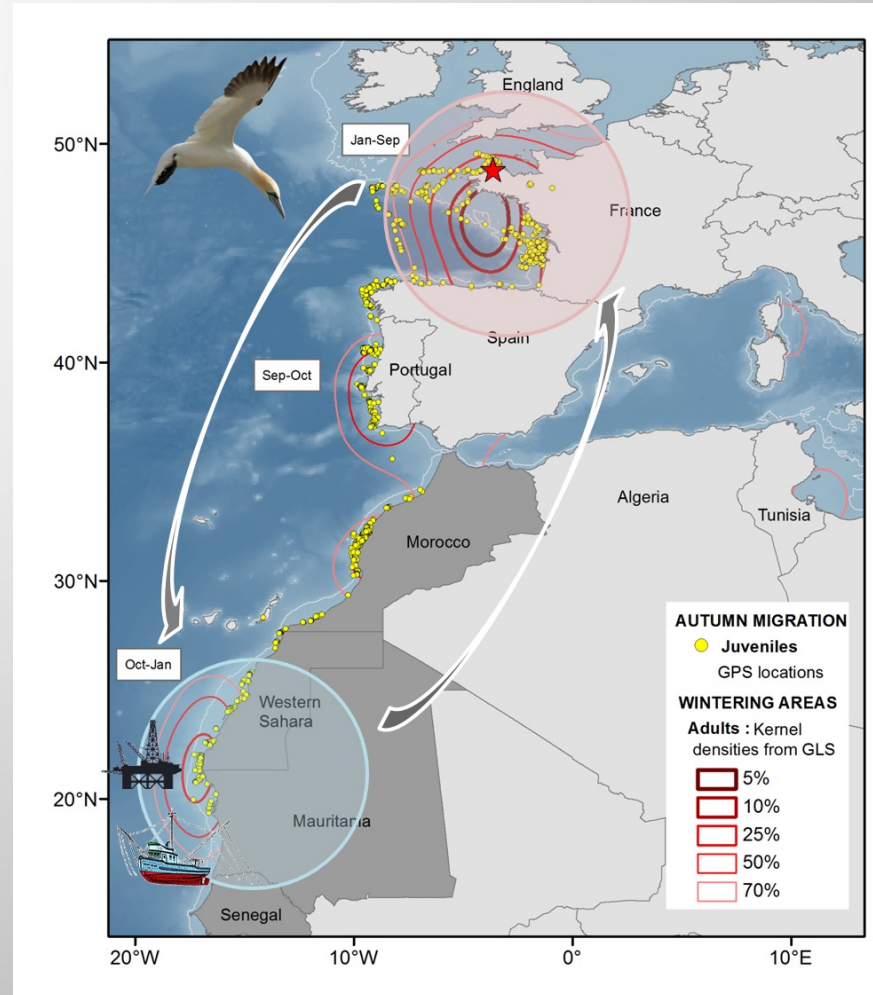 England
50°N
Jan-Sep
France
Spain
40°N
Portugal
Sep-Oct
Algeria
Tunisia
Morocco
30°N
Oct-Jan
Western
Sahara
20°N
Mauritania
Senegal
AUTUMN MIGRATION
Juveniles
GPS locations
WINTERING AREAS
Adults : Kernel
densities from GLS
5%
10%
25%
50%
70%
20°W
10°W
0°
10°E